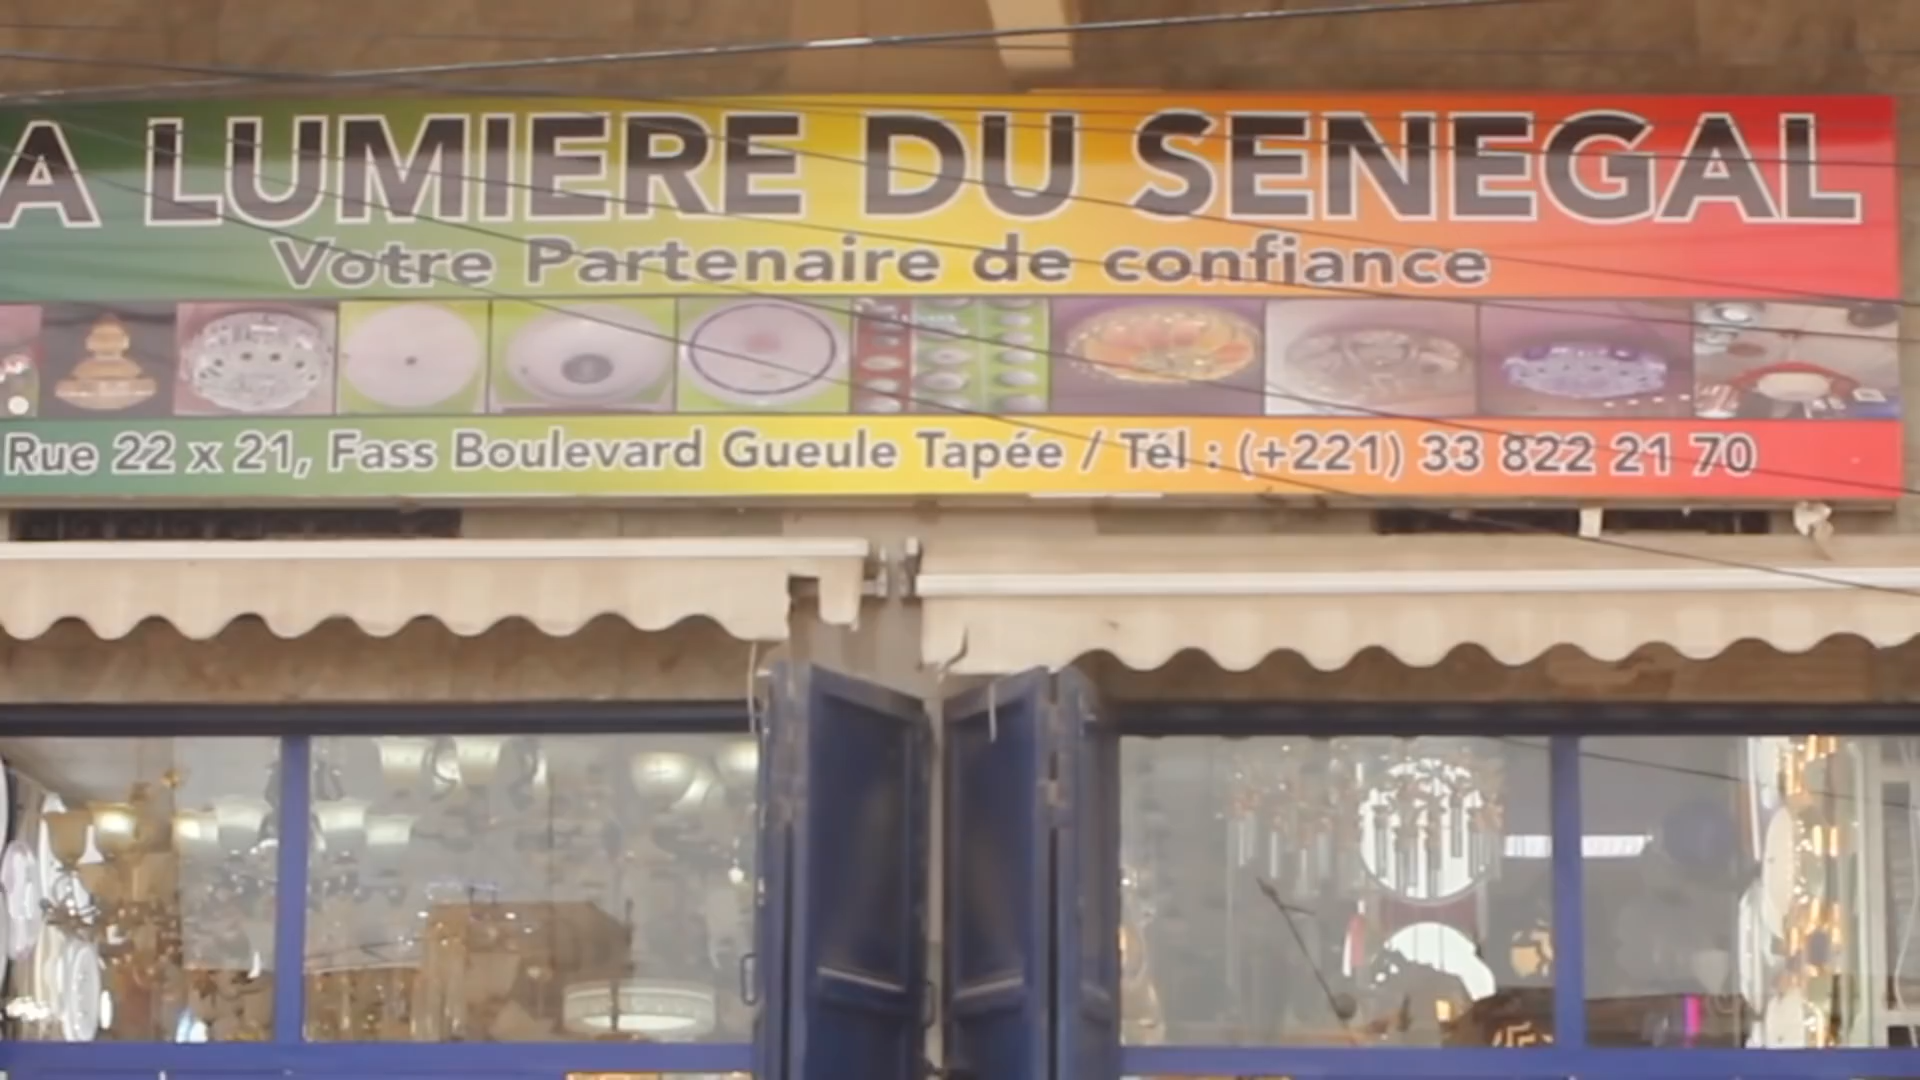 A LUMIERE DU SENEGAL
Votre Partenaire de confiance
Rue 22 x 21, Fass Boulevard Gueule Tapée / Tél : (+221) 33 822 21 70